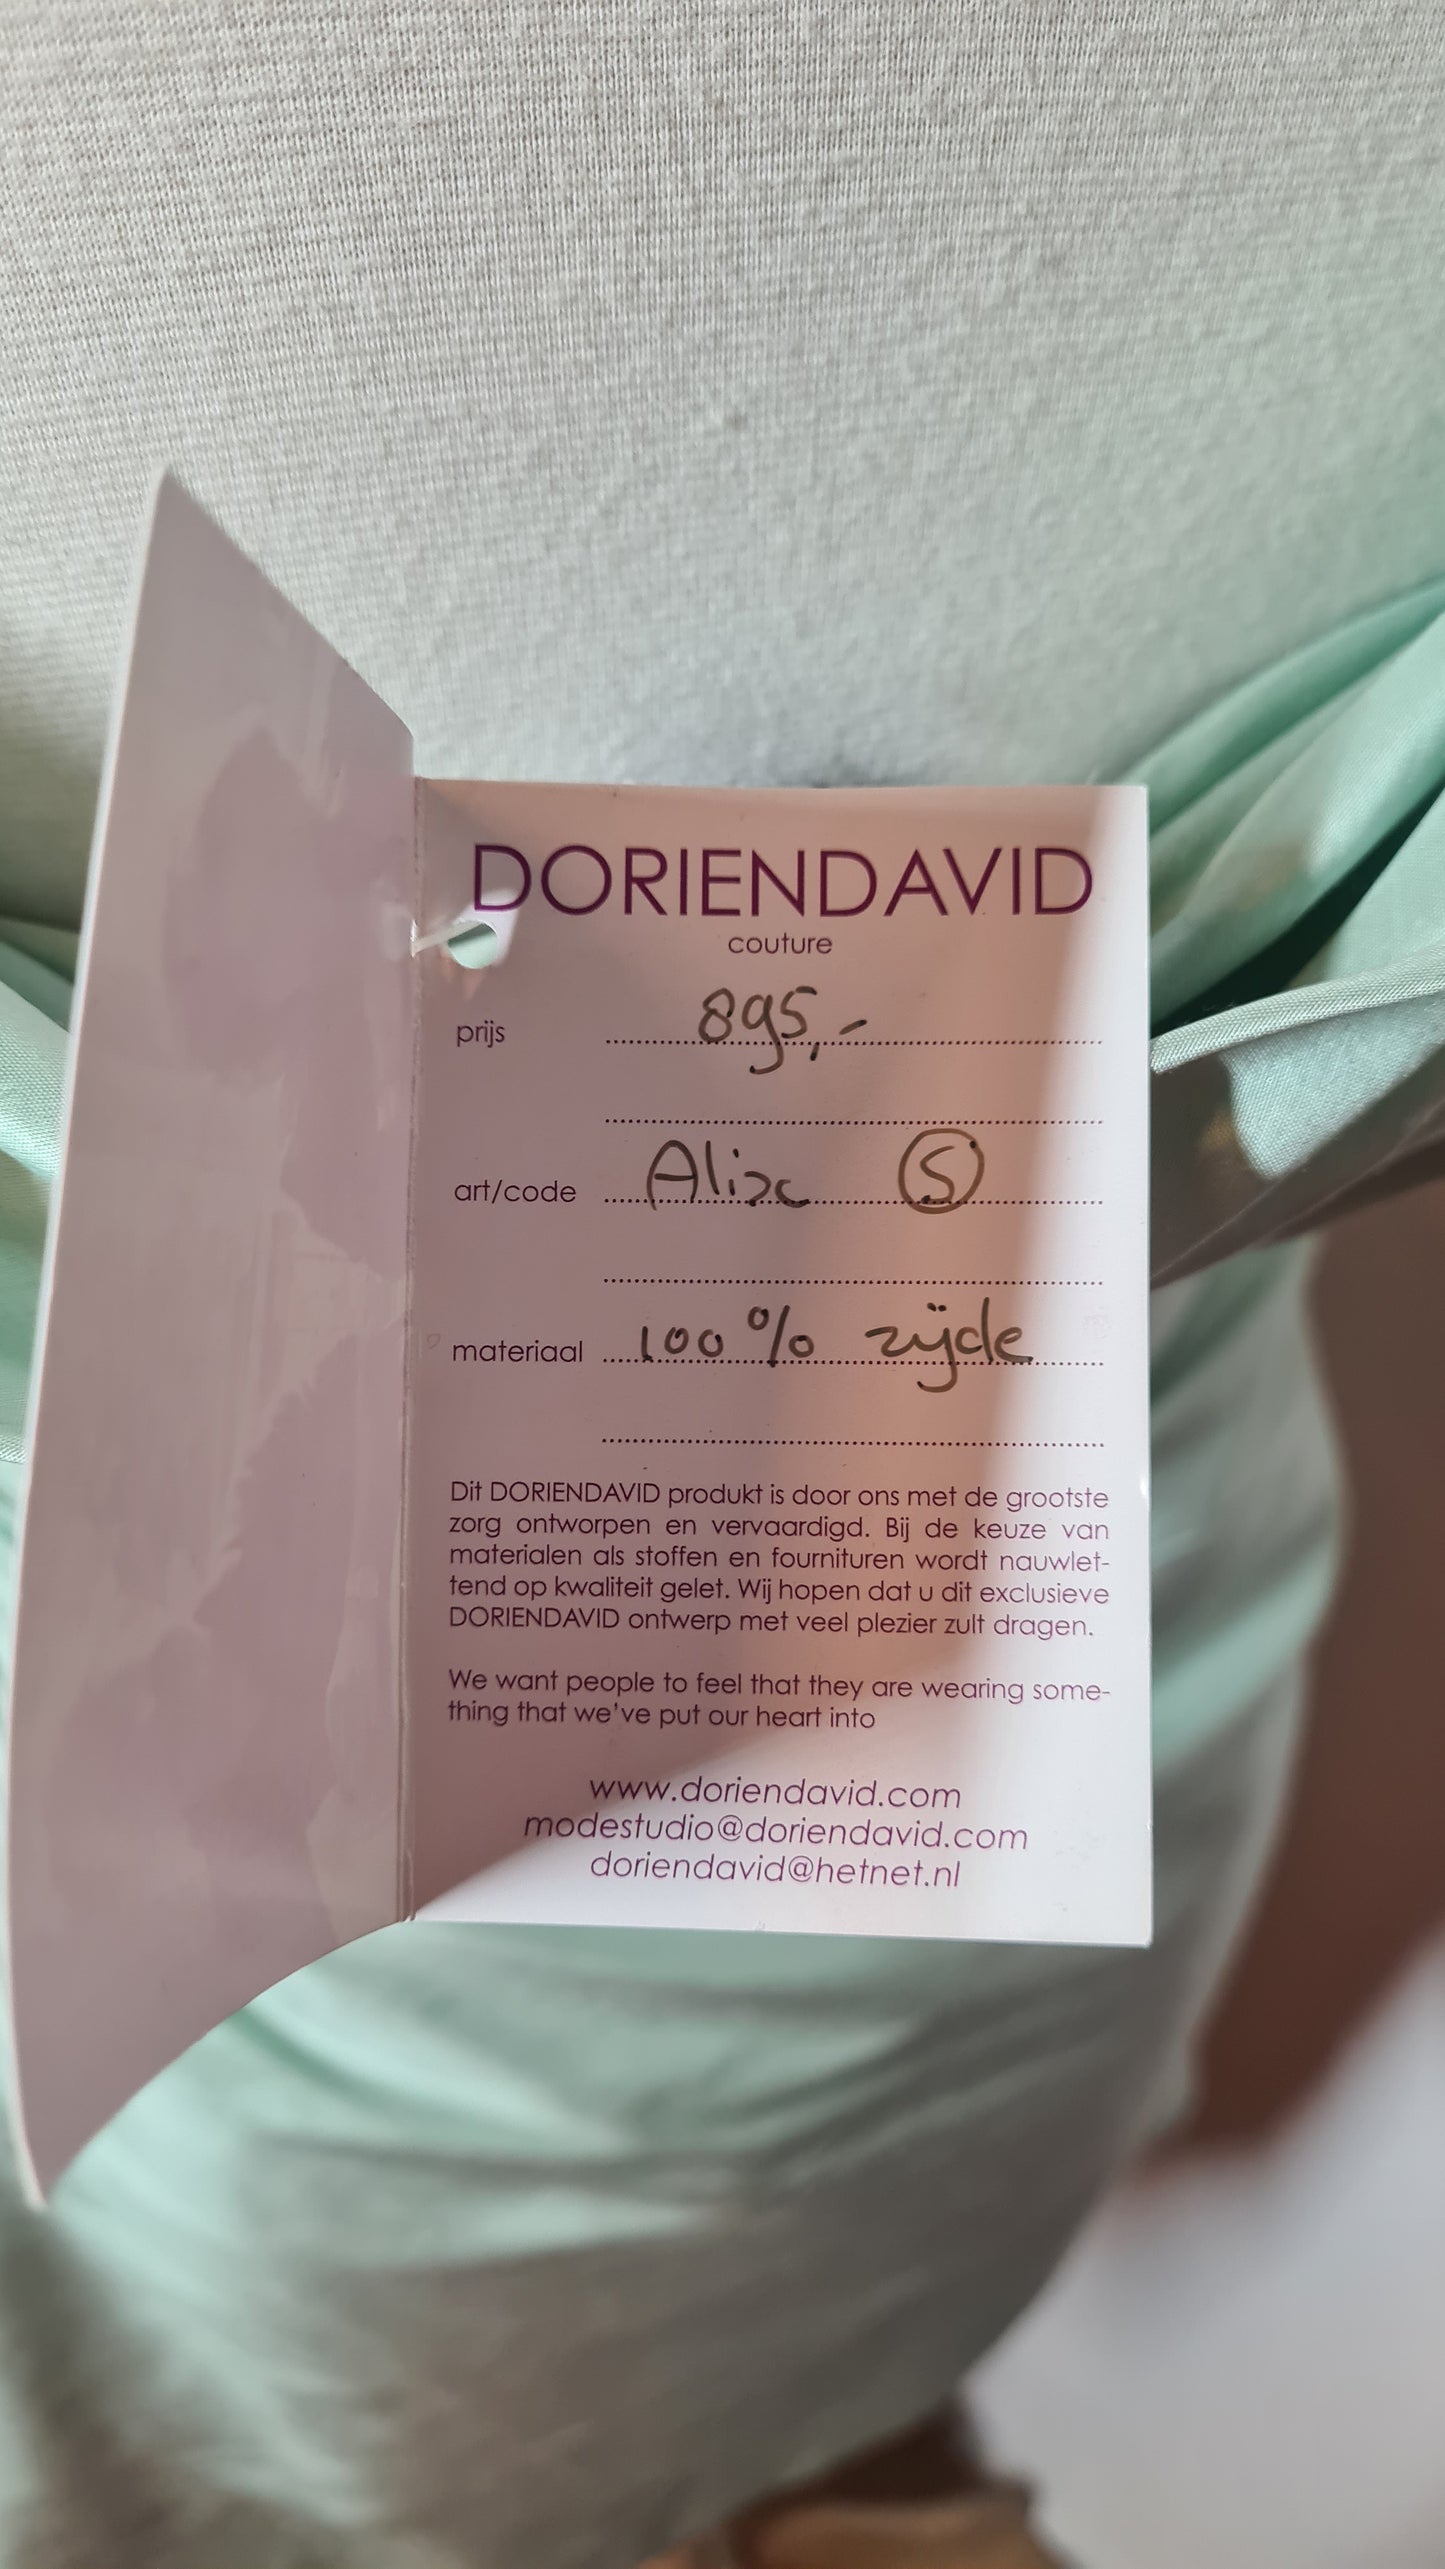 DORIENDAVID
couture
prijs 895,-
art/code Alix S
materiaal 100% zijde
Dit DORIENDAVID produkt is door ons met de grootste
zorg ontworpen en vervaardigd. Bij de keuze van
materialen als stoffen en fournituren wordt nauwlet-
tend op kwaliteit gelet. Wij hopen dat u dit exclusieve
DORIENDAVID ontwerp met veel plezier zult dragen.
We want people to feel that they are wearing some-
thing that we've put our heart into
www.doriendavid.com
modestudio@doriendavid.com
doriendavid@hetnet.nl